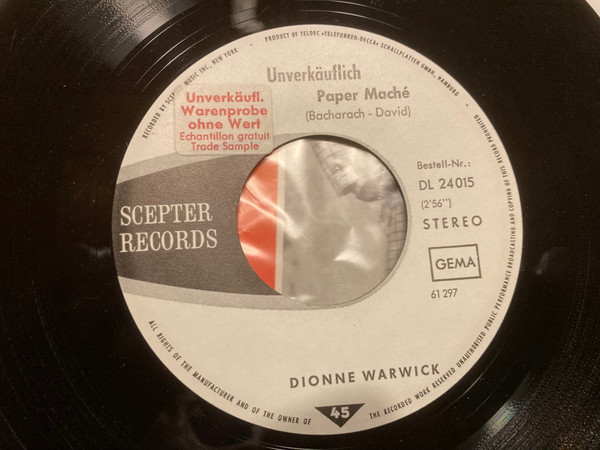 RECORDED BY SCEPTER MUSIC INC. NEW YORK · PRODUCT OF TELDEC »TELEFUNKEN-DECCA« SCHALLPLATTEN GMBH, HAMBURG
Unverkäuflich
Unverkäufl.
Warenprobe
ohne Wert
Echantillon gratuit
Trade Sample
Paper Maché
(Bacharach - David)
Bestell-Nr.:
DL 24 015
(2'56")
STEREO
SCEPTER
RECORDS
GEMA
61 297
DIONNE WARWICK
45
ALL RIGHTS OF THE MANUFACTURER AND OF THE OWNER OF THE RECORDED WORK RESERVED UNAUTHORISED PUBLIC PERFORMANCE BROADCASTING AND COPYING OF THIS RECORD PROHIBITED